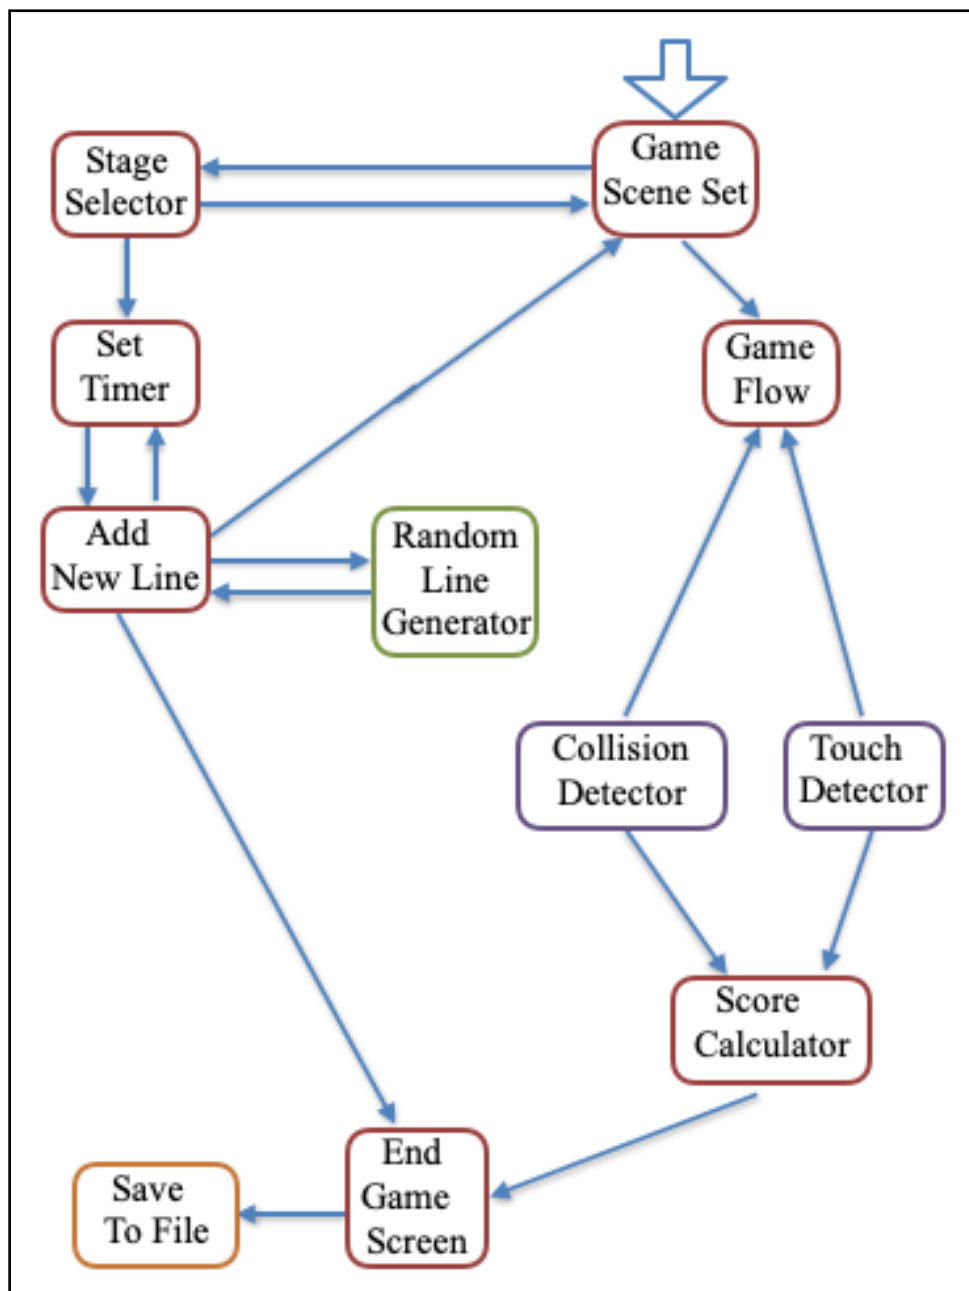 Game
Scene Set
Stage
Selector
Set
Timer
Game
Flow
Add
New Line
Random
Line
Generator
Collision
Detector
Touch
Detector
Score
Calculator
End
Game
Screen
Save
To File